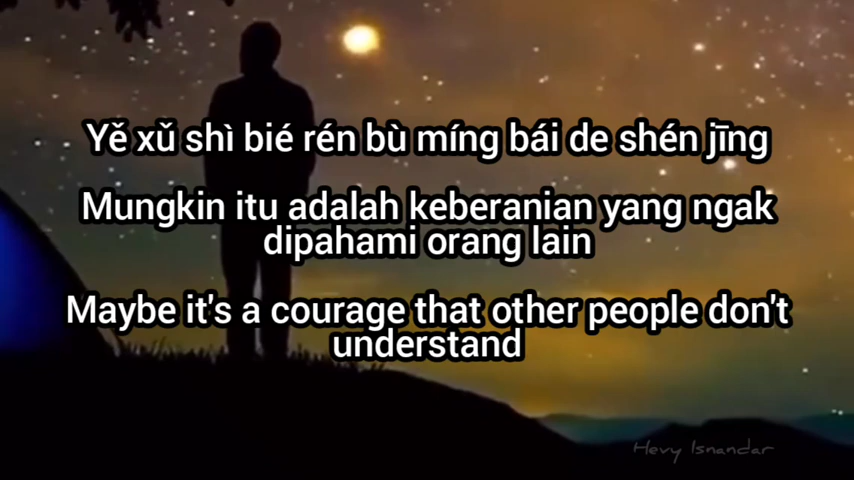 Yě xǔ shì bié rén bù míng bái de shén jīng
Mungkin itu adalah keberanian yang ngak
dipahami orang lain
Maybe it's a courage that other people don't
understand
Hevy Isnandar